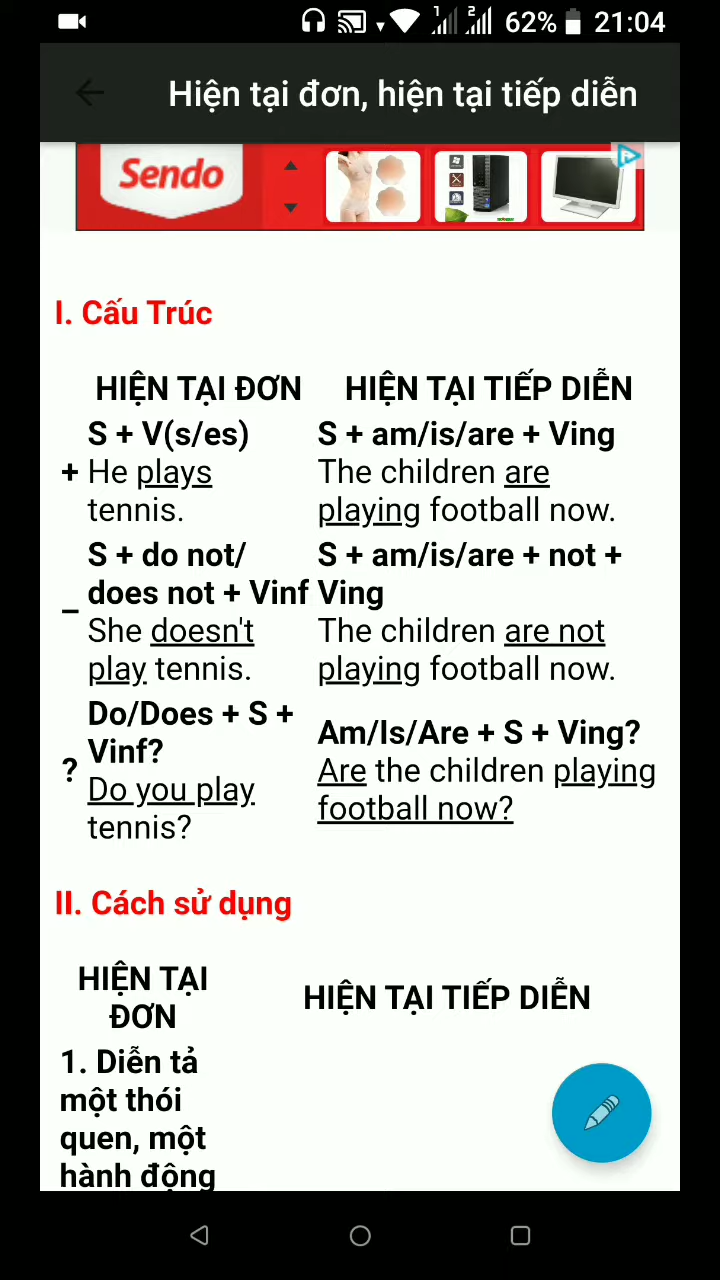 1 2 62% 21:04
Hiện tại đơn, hiện tại tiếp diễn
Sendo
I. Cấu Trúc
HIỆN TẠI ĐƠN HIỆN TẠI TIẾP DIỄN
S + V(s/es) S + am/is/are + Ving
+ He plays The children are
tennis. playing football now.
S + do not/ S + am/is/are + not +
does not + Vinf Ving
– She doesn't The children are not
play tennis. playing football now.
Do/Does + S + Am/Is/Are + S + Ving?
Vinf?
? Do you play Are the children playing
tennis? football now?
II. Cách sử dụng
HIỆN TẠI HIỆN TẠI TIẾP DIỄN
ĐƠN
1. Diễn tả
một thói
quen, một
hành động